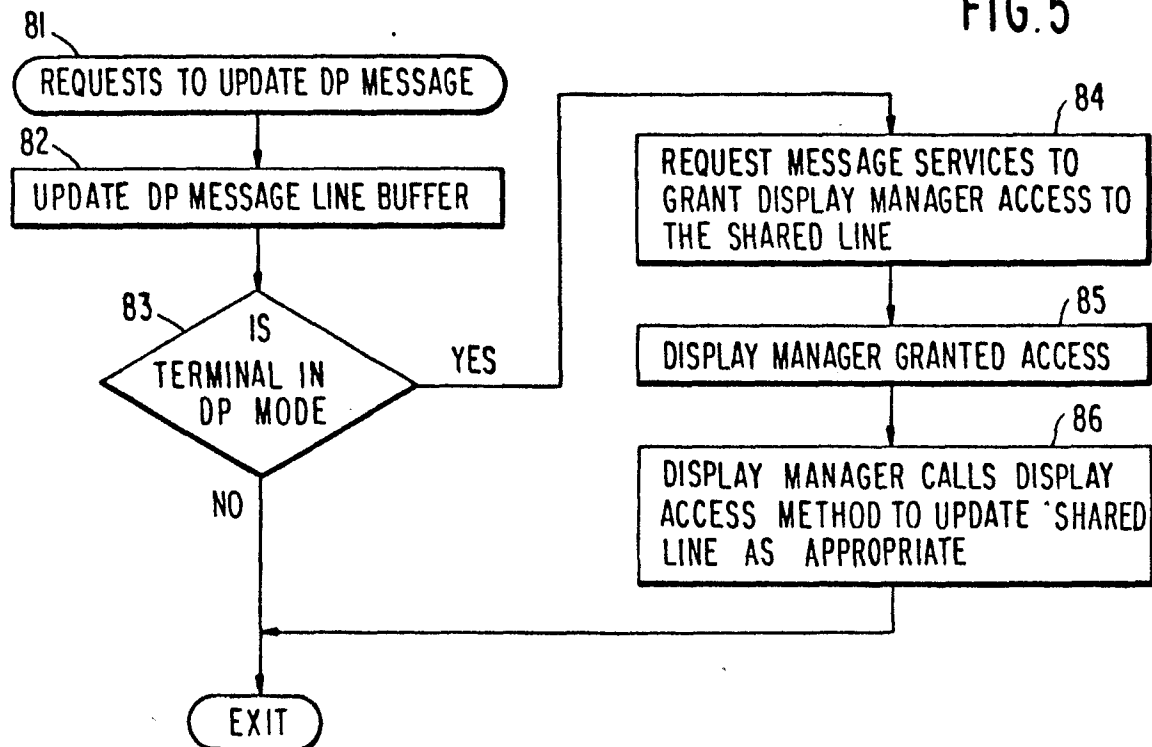 FIG.5
81
REQUESTS TO UPDATE DP MESSAGE
82
UPDATE DP MESSAGE LINE BUFFER
83
IS
TERMINAL IN
DP MODE
YES
NO
84
REQUEST MESSAGE SERVICES TO
GRANT DISPLAY MANAGER ACCESS TO
THE SHARED LINE
85
DISPLAY MANAGER GRANTED ACCESS
86
DISPLAY MANAGER CALLS DISPLAY
ACCESS METHOD TO UPDATE SHARED
LINE AS APPROPRIATE
EXIT